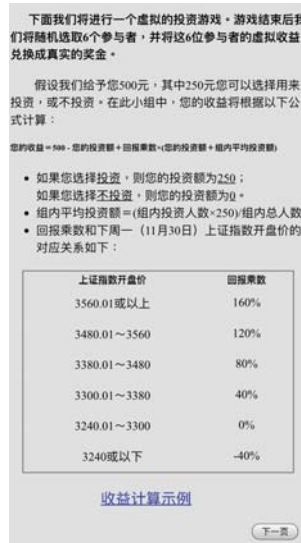 下面我们将进行一个虚拟的投资游戏。游戏结束后我
们将随机选取6个参与者，并将这6位参与者的虚拟收益
兑换成真实的奖金。
假设我们给予您500元，其中250元您可以选择用来
投资，或不投资。在此小组中，您的收益将根据以下公
式计算：
您的收益＝500 - 您的投资额＋回报乘数×(您的投资额＋组内平均投资额)
• 如果您选择投资，则您的投资额为250；
如果您选择不投资，则您的投资额为0。
• 组内平均投资额＝(组内投资人数×250)/组内总人数
• 回报乘数和下周一（11月30日）上证指数开盘价的
对应关系如下：
上证指数开盘价 回报乘数
3560.01或以上 160%
3480.01～3560 120%
3380.01～3480 80%
3300.01～3380 40%
3240.01～3300 0%
3240或以下 -40%
收益计算示例
下一页